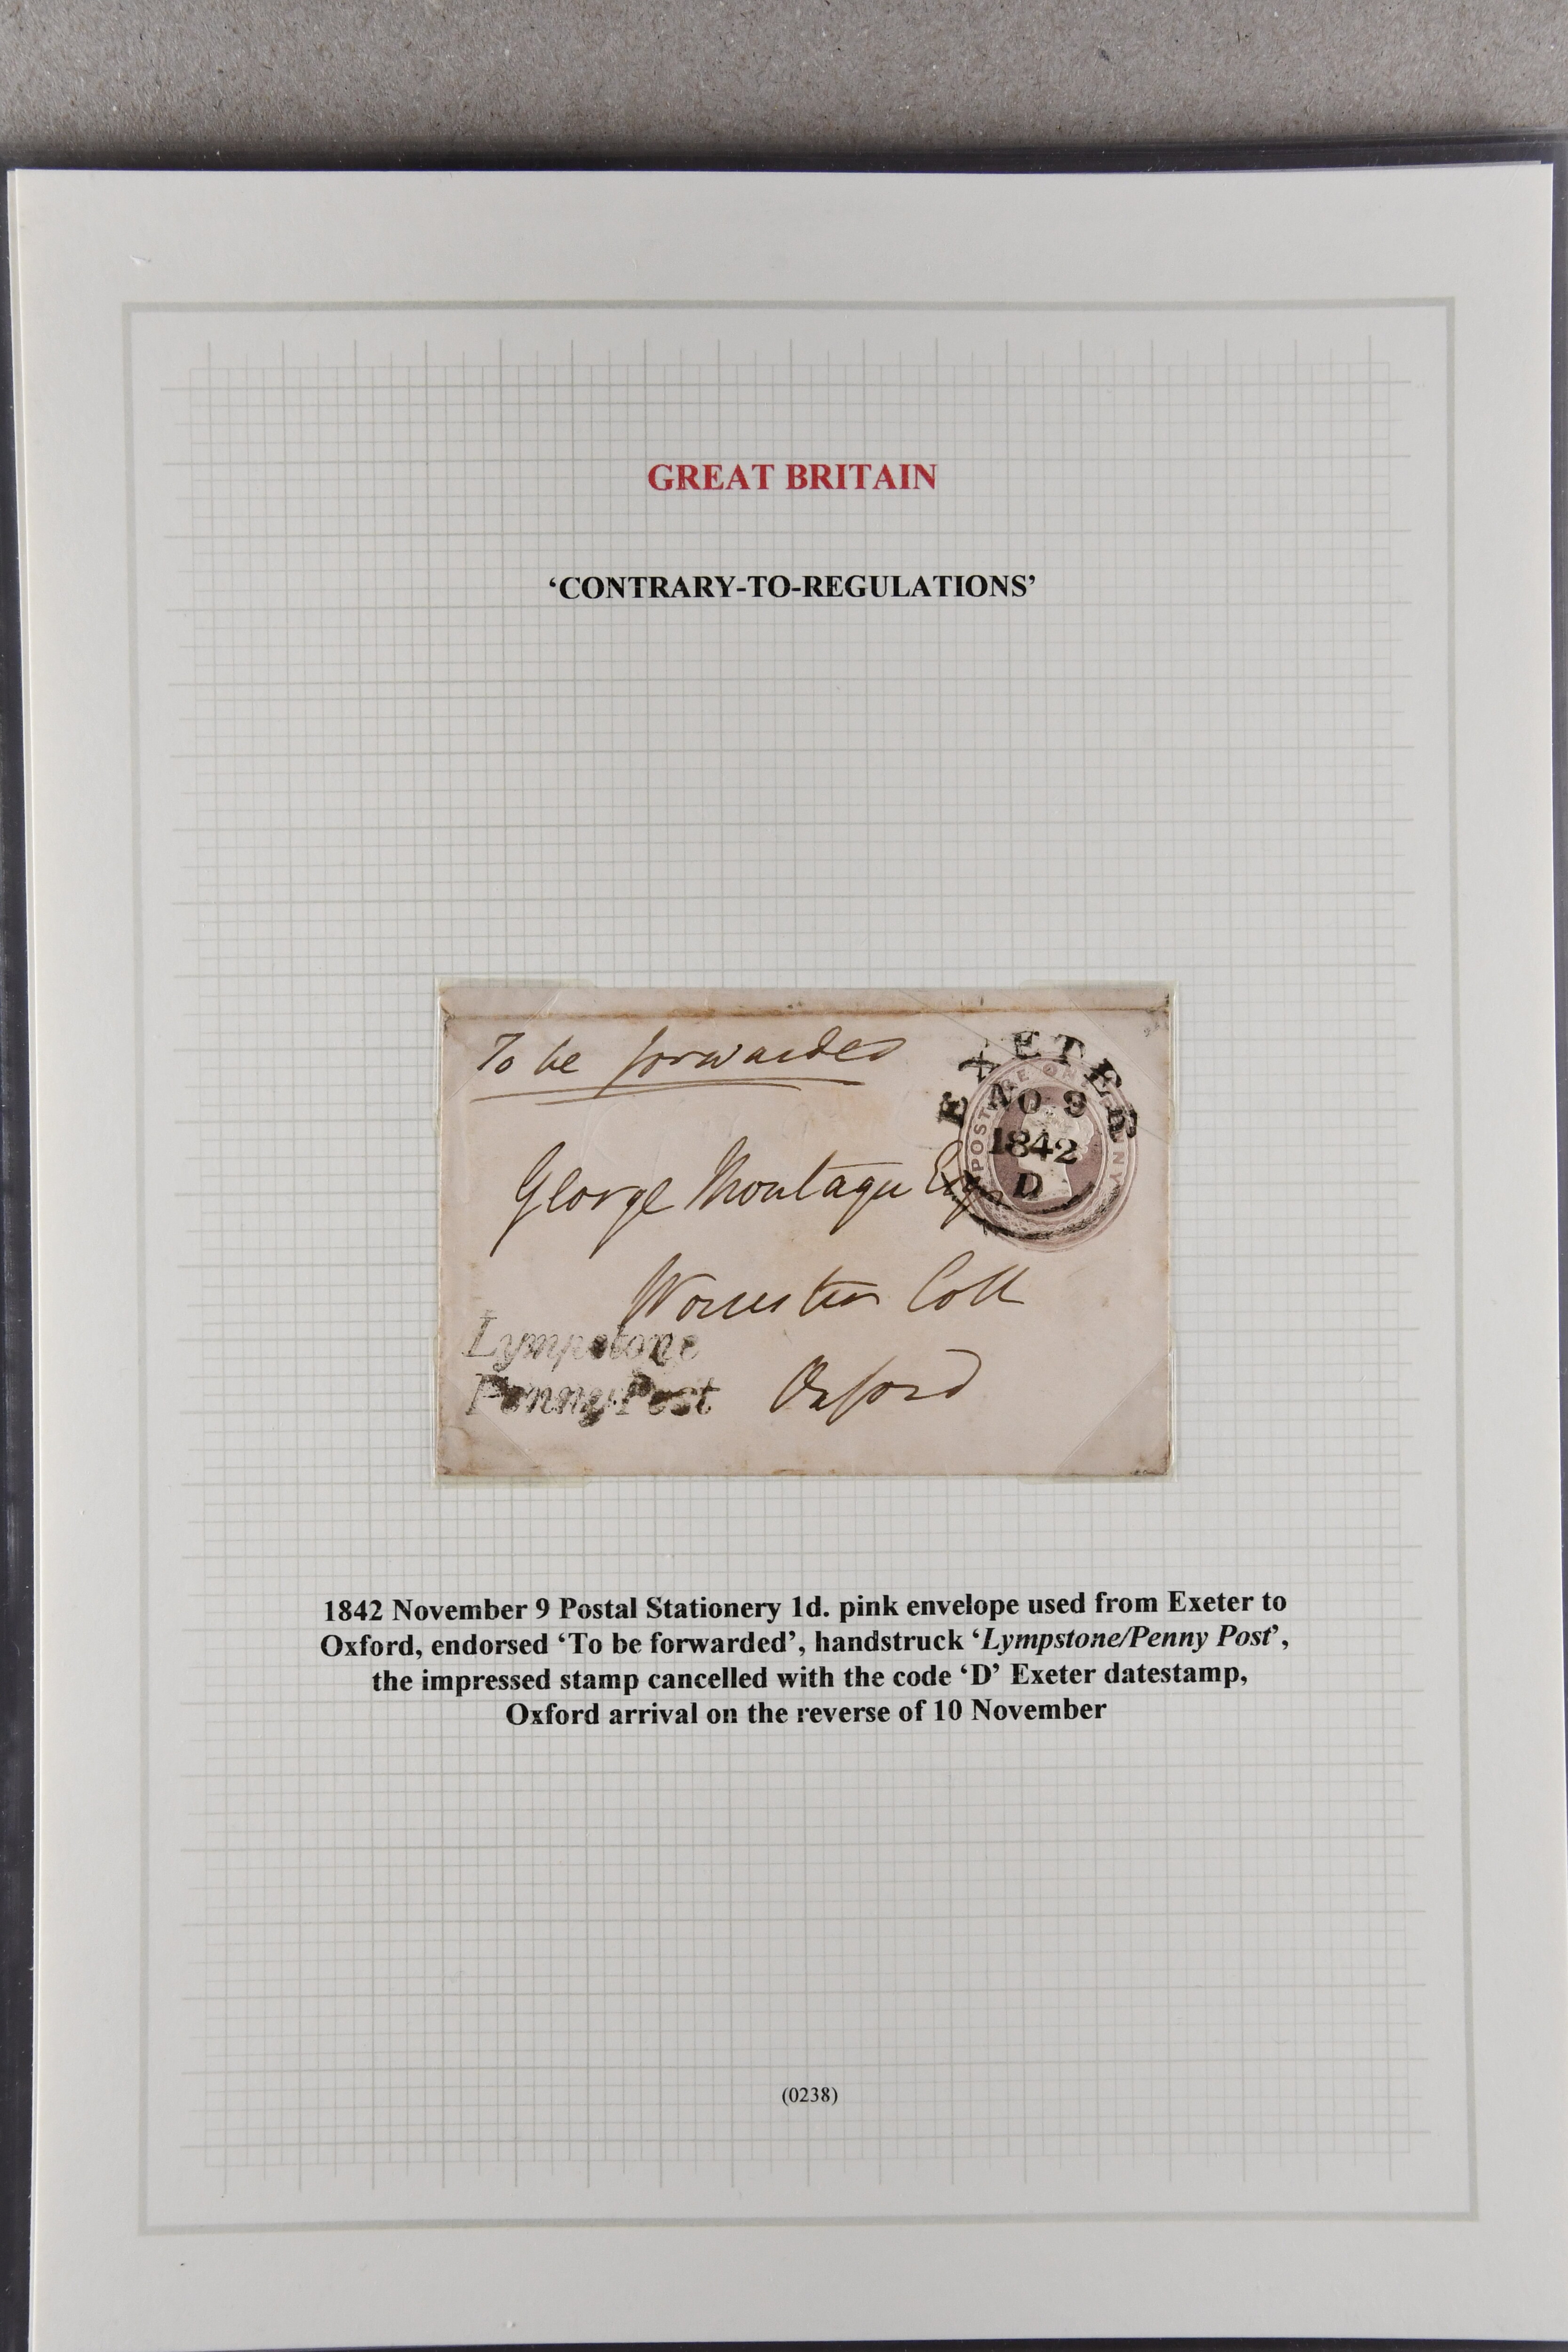 GREAT BRITAIN
‘CONTRARY-TO-REGULATIONS’
To be forwarded
EXETER
NO 9
1842
D
POSTAGE ONE PENNY
George Montagu Esqr
Worcester Coll
Oxford
Lympstone
Penny Post
1842 November 9 Postal Stationery 1d. pink envelope used from Exeter to
Oxford, endorsed ‘To be forwarded’, handstruck ‘Lympstone/Penny Post’,
the impressed stamp cancelled with the code ‘D’ Exeter datestamp,
Oxford arrival on the reverse of 10 November
(0238)